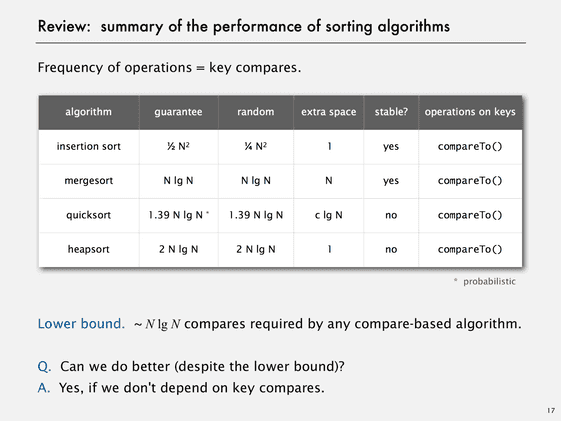 Review: summary of the performance of sorting algorithms
Frequency of operations = key compares.
algorithm guarantee random extra space stable? operations on keys
insertion sort ½ N² ¼ N² 1 yes compareTo()
mergesort N lg N N lg N N yes compareTo()
quicksort 1.39 N lg N * 1.39 N lg N c lg N no compareTo()
heapsort 2 N lg N 2 N lg N 1 no compareTo()
* probabilistic
Lower bound. ~ N lg N compares required by any compare-based algorithm.
Q. Can we do better (despite the lower bound)?
A. Yes, if we don't depend on key compares.
17